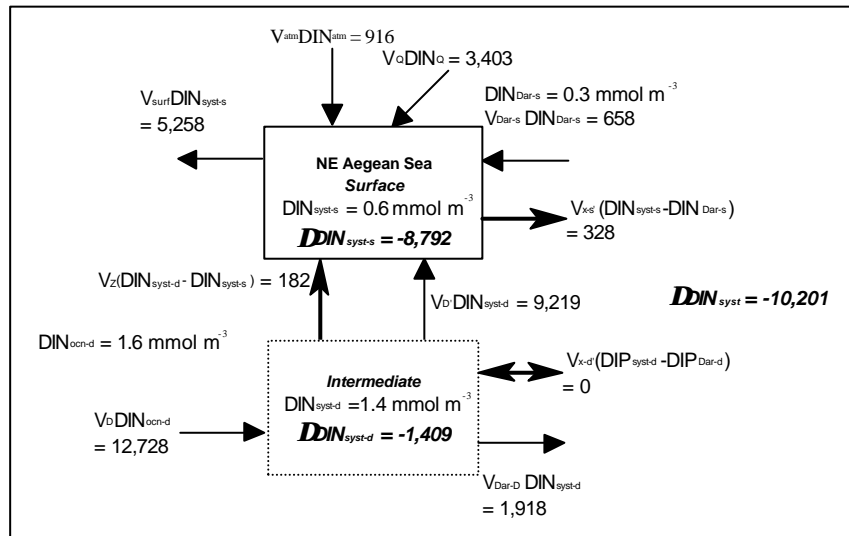 VatmDINatm = 916
VQDINQ = 3,403
DINDar-s = 0.3 mmol m-3
VDar-s DINDar-s = 658
VsurfDINsyst-s
= 5,258
NE Aegean Sea
Surface
DINsyst-s = 0.6 mmol m-3
DDINsyst-s = -8,792
Vx-s'(DINsyst-s-DIN Dar-s)
= 328
VZ(DINsyst-d- DINsyst-s ) = 182
VD'DINsyst-d = 9,219
DDINsyst = -10,201
DINocn-d = 1.6 mmol m-3
Intermediate
DINsyst-d =1.4 mmol m-3
DDINsyst-d = -1,409
Vx-d'(DIPsyst-d -DIPDar-d)
= 0
VDDINocn-d
= 12,728
VDar-D DINsyst-d
= 1,918